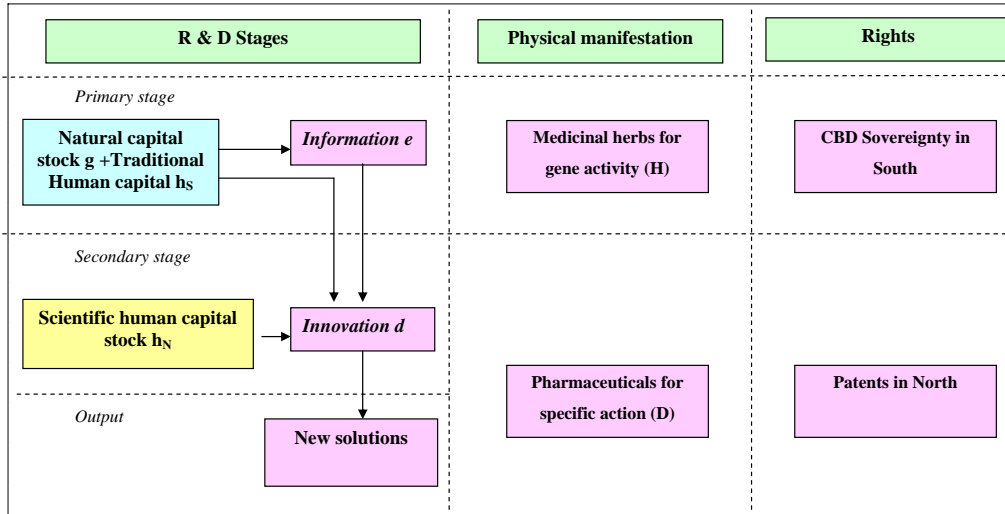 R & D Stages
Physical manifestation
Rights
Primary stage
Natural capital
stock g +Traditional
Human capital hS
Information e
Medicinal herbs for
gene activity (H)
CBD Sovereignty in
South
Secondary stage
Scientific human capital
stock hN
Innovation d
Pharmaceuticals for
specific action (D)
Patents in North
Output
New solutions